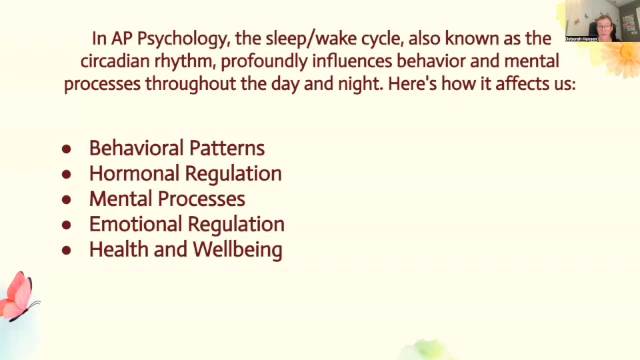 In AP Psychology, the sleep/wake cycle, also known as the
circadian rhythm, profoundly influences behavior and mental
processes throughout the day and night. Here's how it affects us:
● Behavioral Patterns
● Hormonal Regulation
● Mental Processes
● Emotional Regulation
● Health and Wellbeing